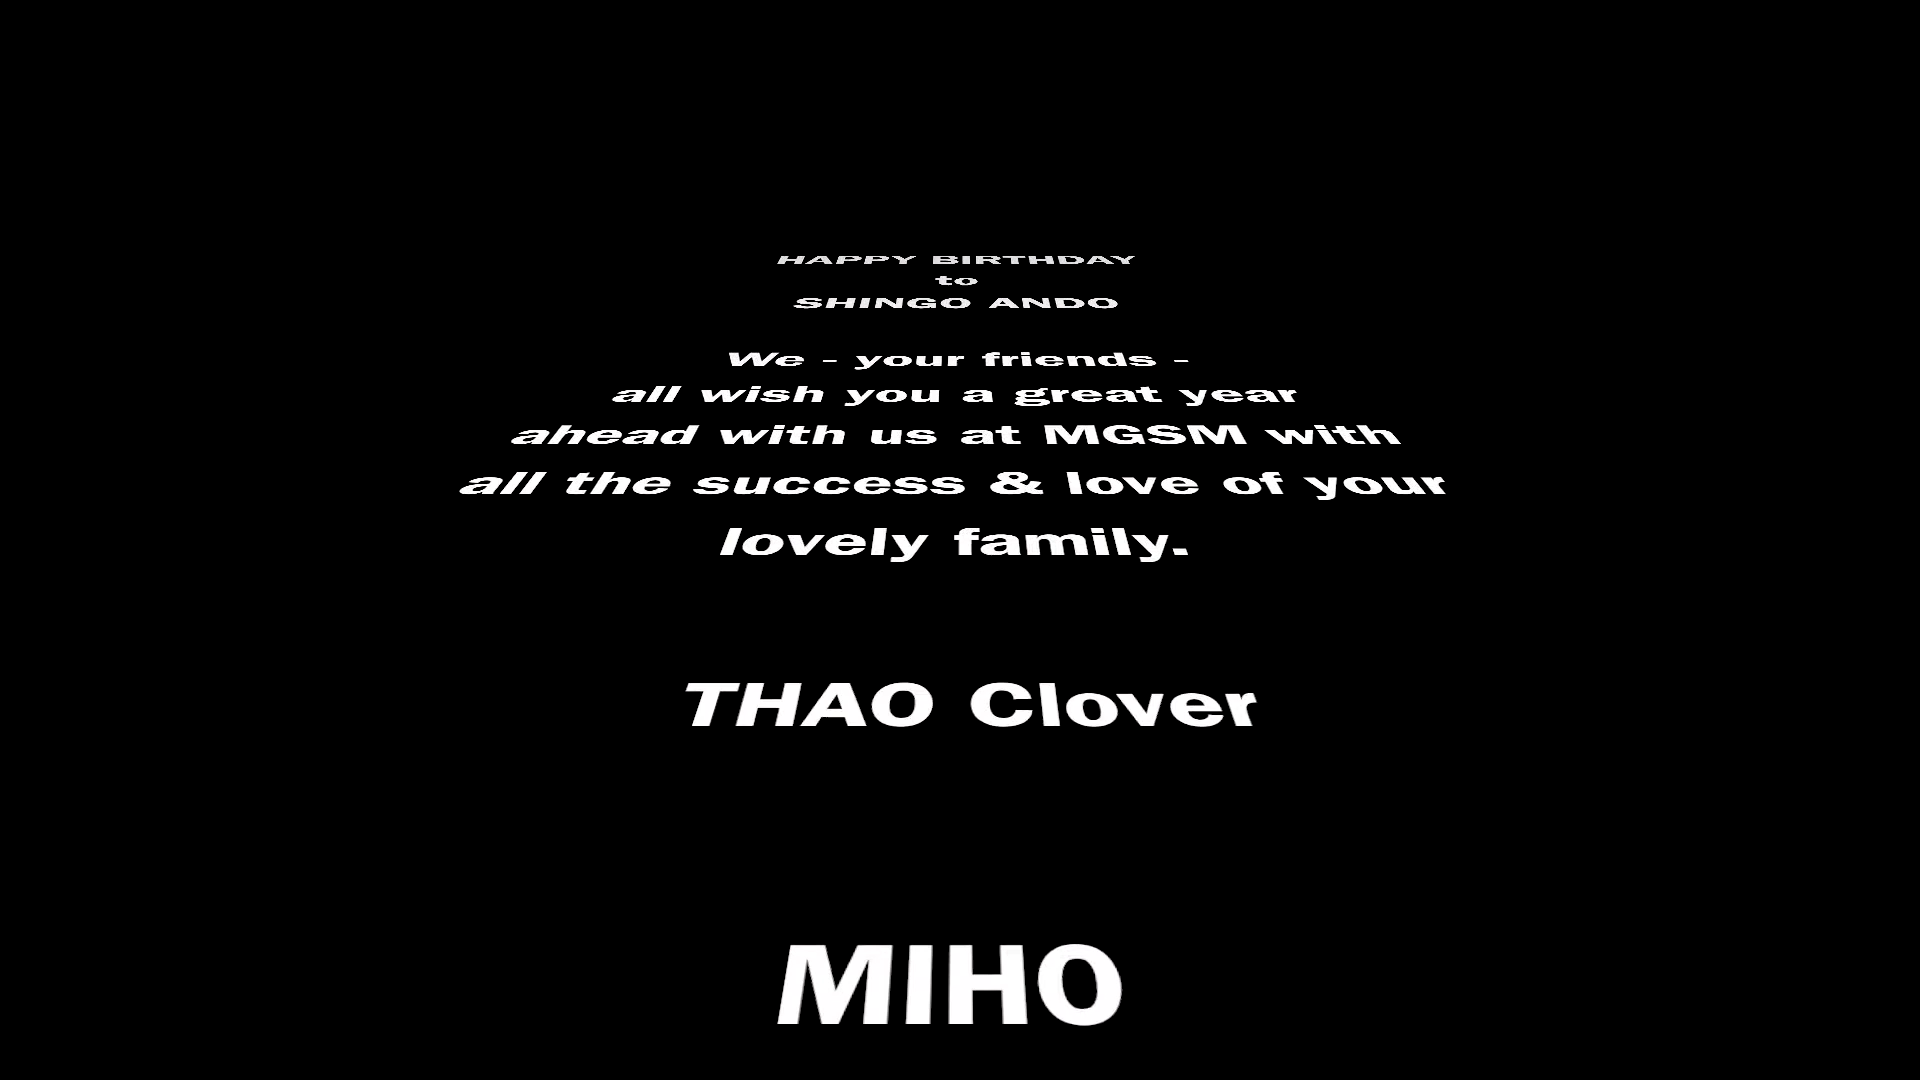 HAPPY BIRTHDAY
to
SHINGO ANDO
We - your friends -
all wish you a great year
ahead with us at MGSM with
all the success & love of your
lovely family.
THAO Clover
MIHO